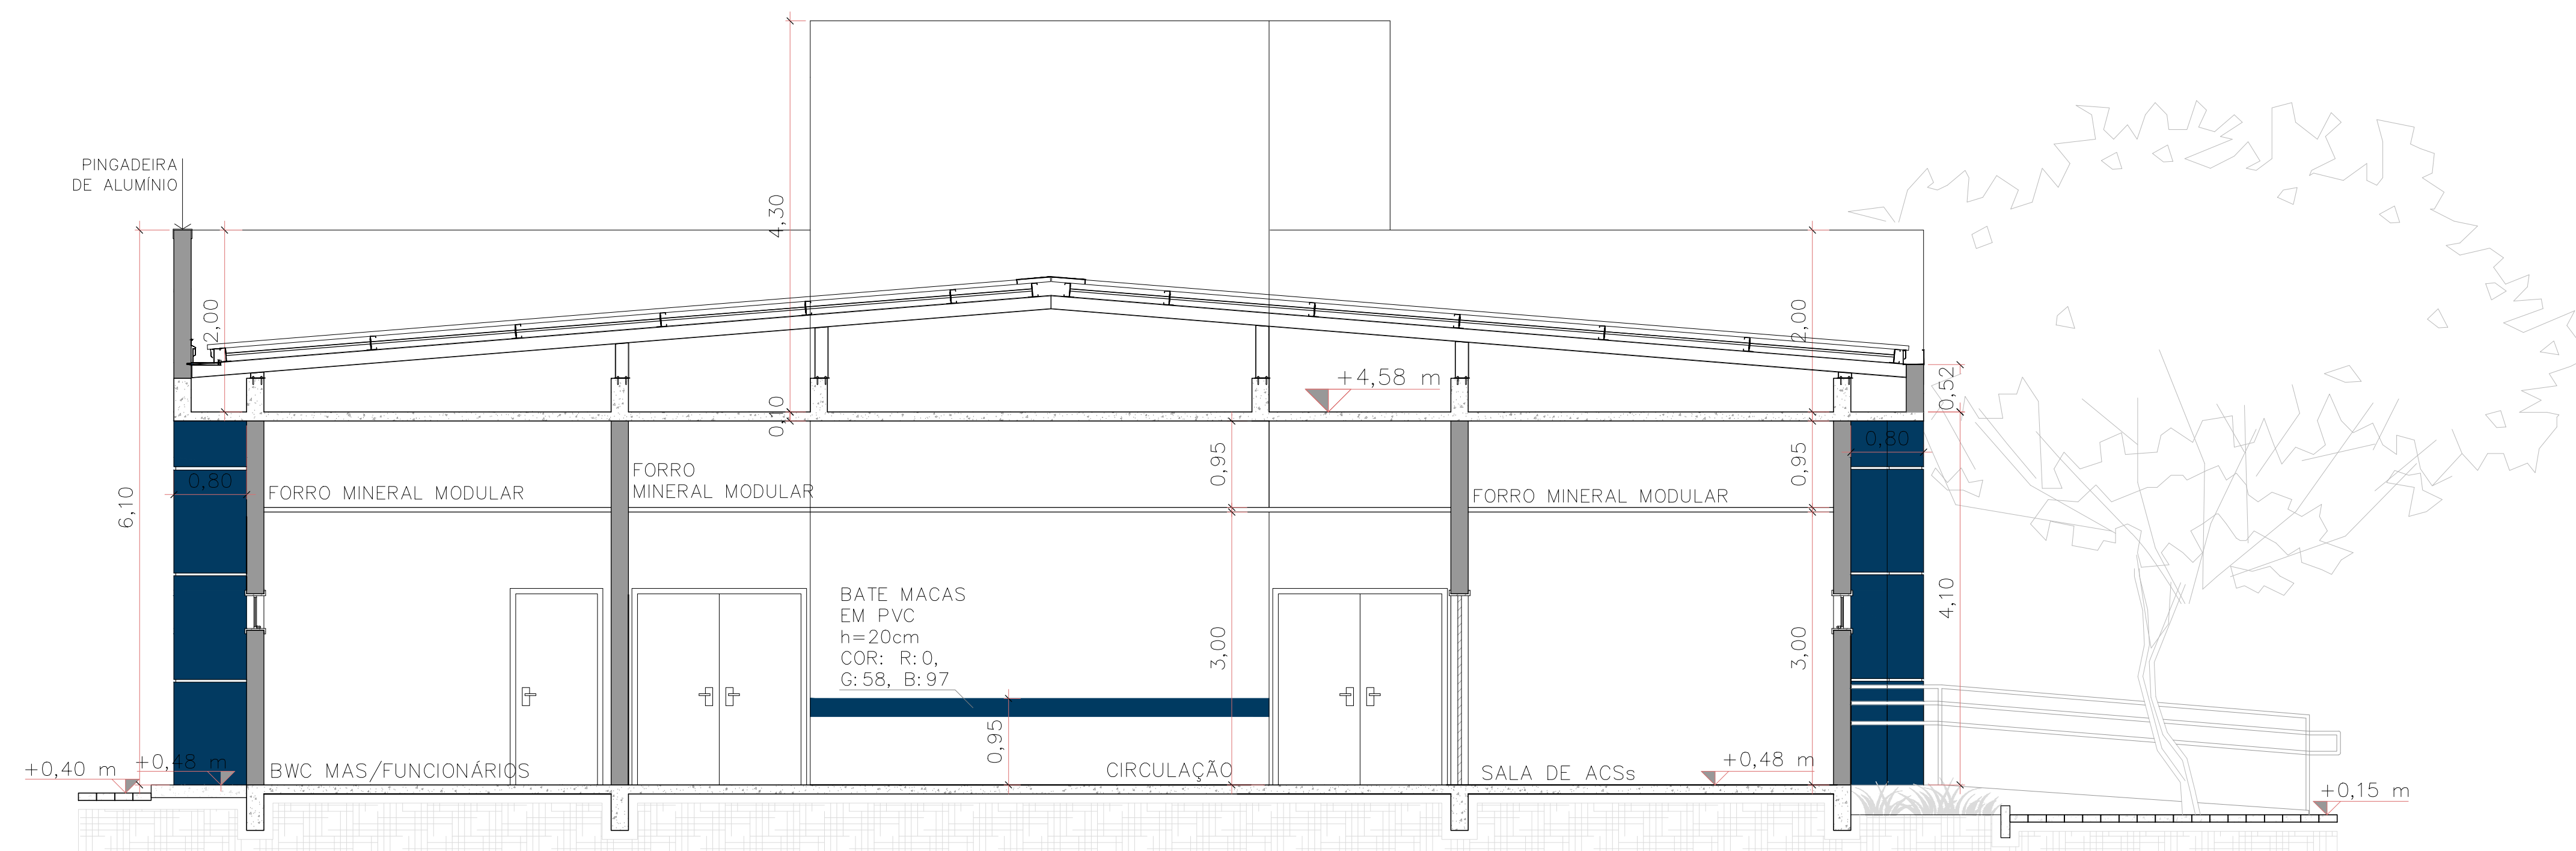 PINGADEIRA
DE ALUMÍNIO
4,30
2,00
2,00
+4,58 m
0,52
0,10
0,80
FORRO MINERAL MODULAR
FORRO
MINERAL MODULAR
0,95
FORRO MINERAL MODULAR
0,95
0,80
6,10
BATE MACAS
EM PVC
h=20cm
COR: R:0,
G:58, B:97
3,00
3,00
4,10
0,95
+0,40 m
+0,48 m
BWC MAS/FUNCIONÁRIOS
CIRCULAÇÃO
SALA DE ACSs
+0,48 m
+0,15 m